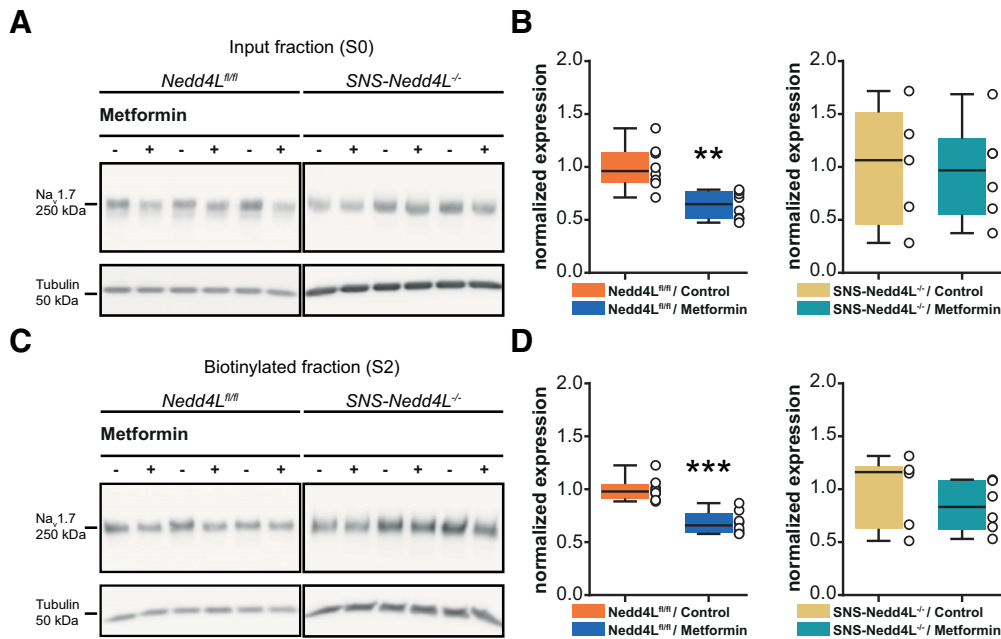 A
Input fraction (S0)
Nedd4L^fl/fl SNS-Nedd4L^-/-
Metformin
- + - + - + - + - + - +
Na_v1.7
250 kDa
Tubulin
50 kDa
B
normalized expression
2.0
1.5
1.0
0.5
0.0
**
Nedd4L^fl/fl / Control
Nedd4L^fl/fl / Metformin
normalized expression
2.0
1.5
1.0
0.5
0.0
SNS-Nedd4L^-/- / Control
SNS-Nedd4L^-/- / Metformin
C
Biotinylated fraction (S2)
Nedd4L^fl/fl SNS-Nedd4L^-/-
Metformin
- + - + - + - + - + - +
Na_v1.7
250 kDa
Tubulin
50 kDa
D
normalized expression
2.0
1.5
1.0
0.5
0.0
***
Nedd4L^fl/fl / Control
Nedd4L^fl/fl / Metformin
normalized expression
2.0
1.5
1.0
0.5
0.0
SNS-Nedd4L^-/- / Control
SNS-Nedd4L^-/- / Metformin